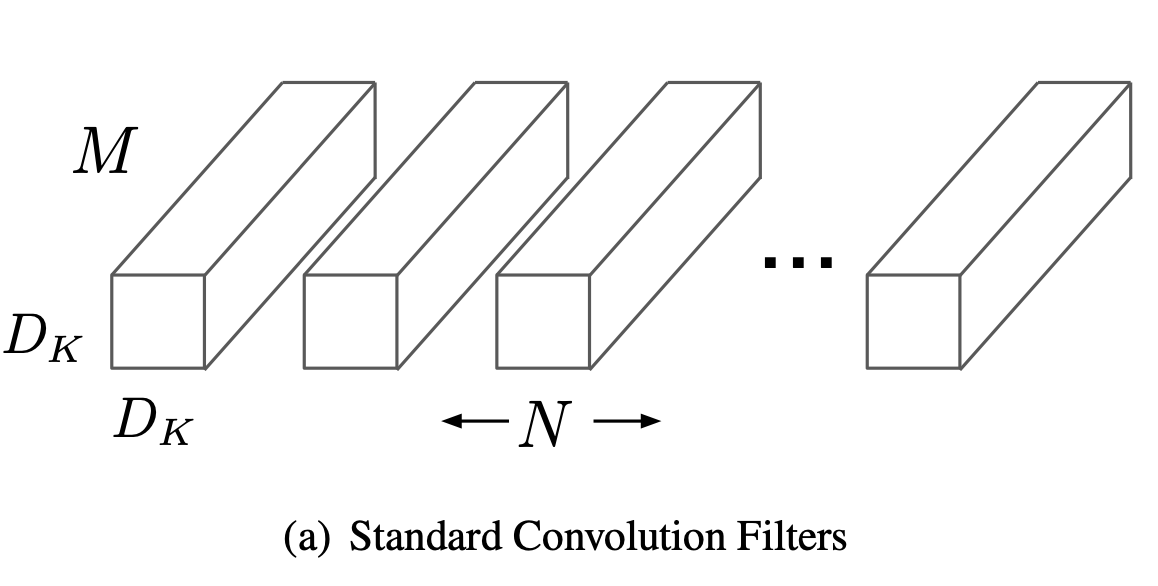 M
D_K
D_K
...
← N →
(a) Standard Convolution Filters